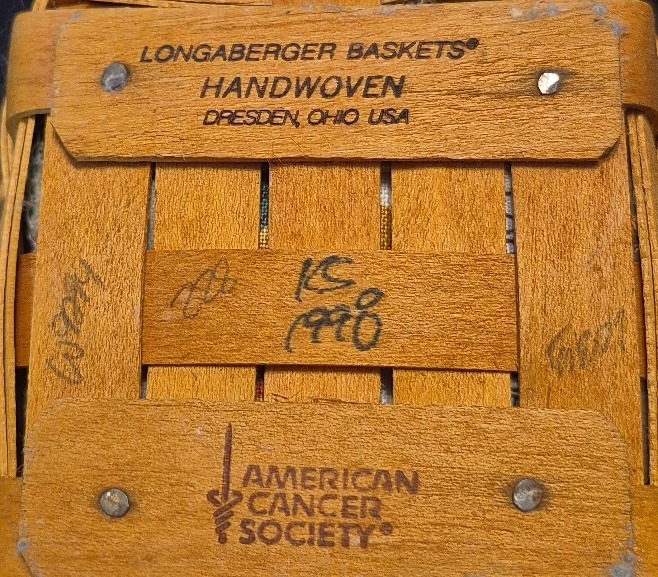 LONGABERGER BASKETS®
HANDWOVEN
DRESDEN, OHIO USA
KS
1998
AMERICAN
CANCER
SOCIETY®